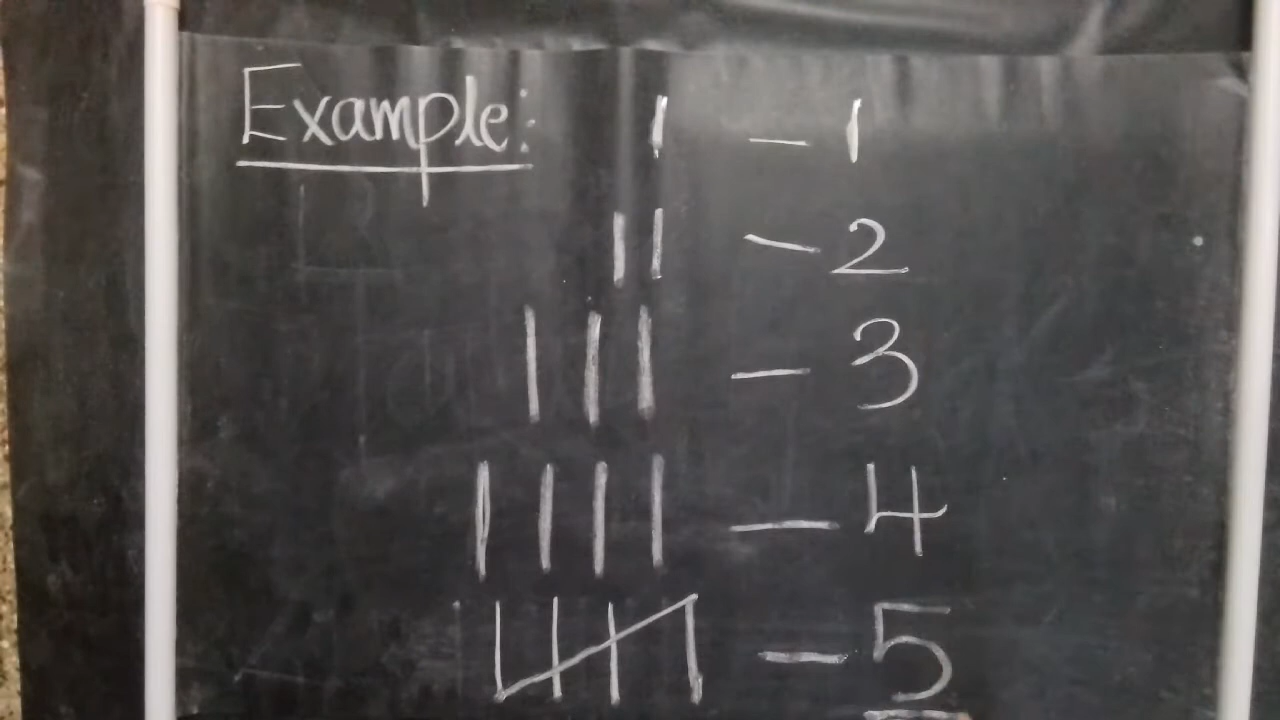 Example: | - 1
|| - 2
||| - 3
|||| - 4
卌 - 5